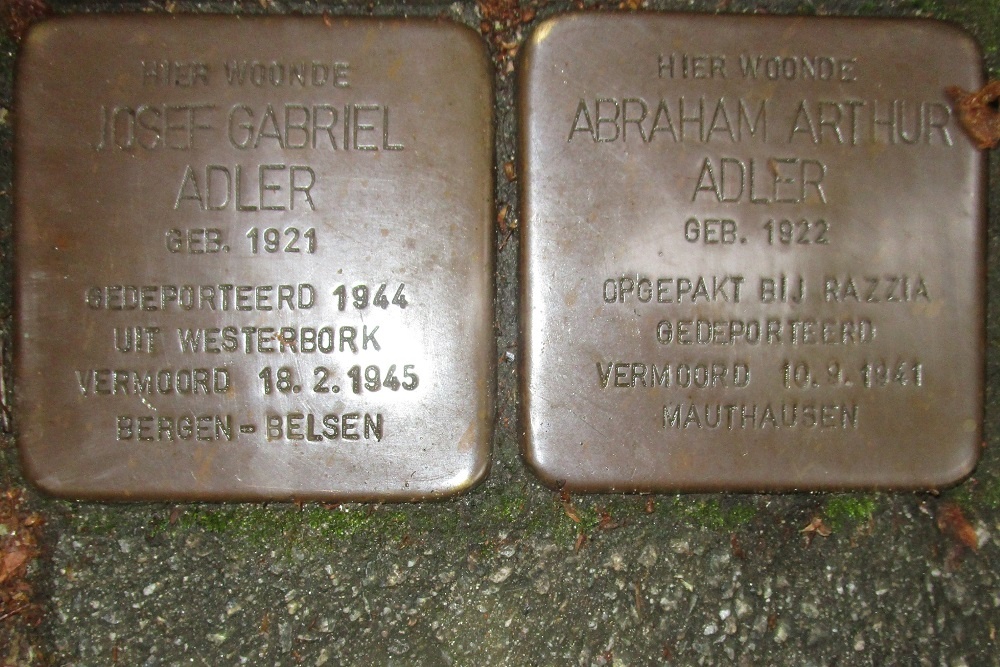 HIER WOONDE
JOSEF GABRIEL
ADLER
GEB. 1921
GEDEPORTEERD 1944
UIT WESTERBORK
VERMOORD 18.2.1945
BERGEN-BELSEN
HIER WOONDE
ABRAHAM ARTHUR
ADLER
GEB. 1922
OPGEPAKT BIJ RAZZIA
GEDEPORTEERD
VERMOORD 10.9.1941
MAUTHAUSEN